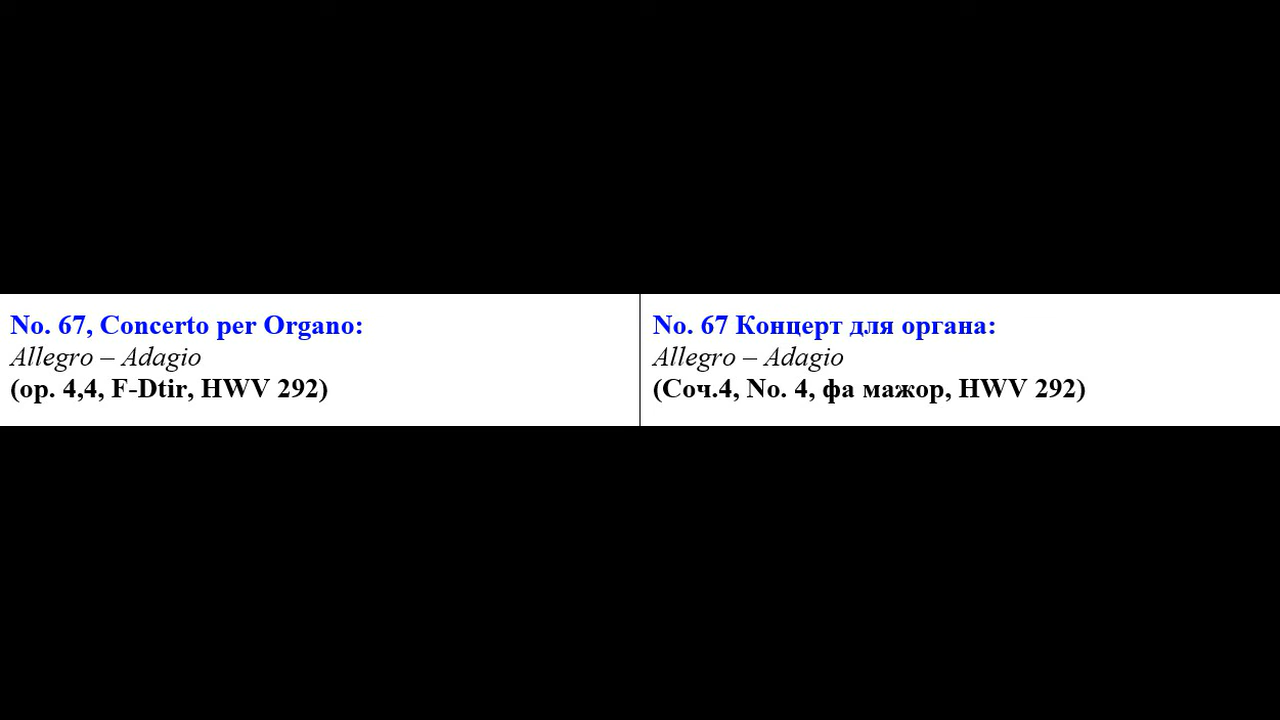 No. 67, Concerto per Organo:
Allegro – Adagio
(op. 4,4, F-Dtir, HWV 292)
No. 67 Концерт для органа:
Allegro – Adagio
(Соч.4, No. 4, фа мажор, HWV 292)